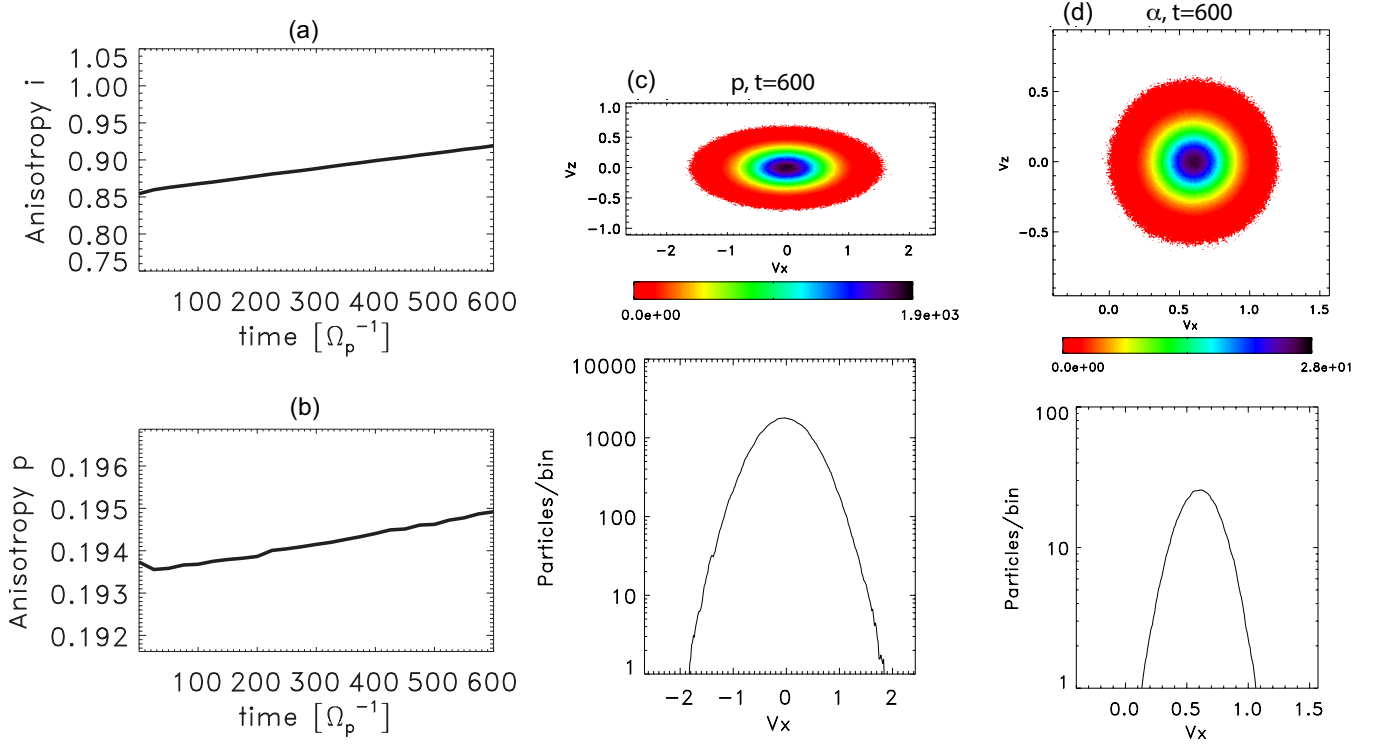 (a)
Anisotropy i
1.05
1.00
0.95
0.90
0.85
0.80
0.75
100 200 300 400 500 600
time [Ωp⁻¹]
(b)
Anisotropy p
0.196
0.195
0.194
0.193
0.192
100 200 300 400 500 600
time [Ωp⁻¹]
(c)
p, t=600
Vz
1.0
0.5
0.0
−0.5
−1.0
−2 −1 0 1 2
Vx
0.0e+00 1.9e+03
Particles/bin
10000
1000
100
10
1
−2 −1 0 1 2
Vx
(d)
α, t=600
Vz
0.5
0.0
−0.5
0.0 0.5 1.0 1.5
Vx
0.0e+00 2.8e+01
Particles/bin
100
10
1
0.0 0.5 1.0 1.5
Vx